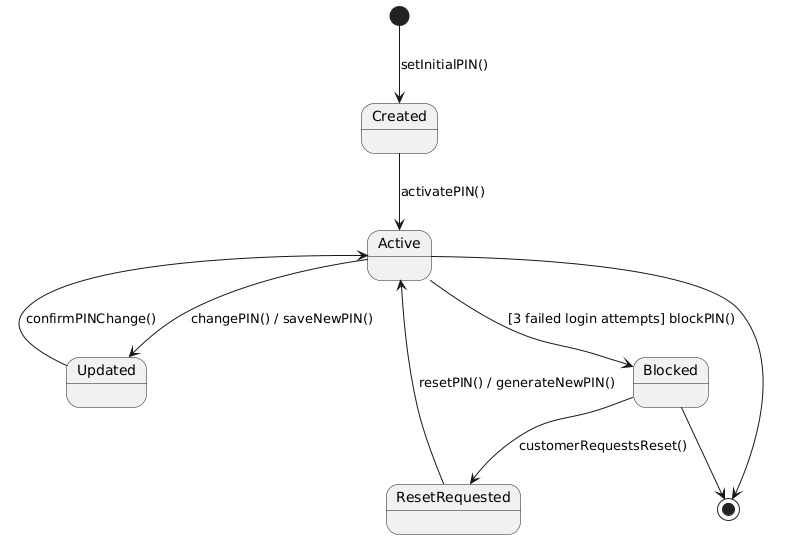 setInitialPIN()
Created
activatePIN()
Active
confirmPINChange()
changePIN() / saveNewPIN()
[3 failed login attempts] blockPIN()
Updated
Blocked
resetPIN() / generateNewPIN()
customerRequestsReset()
ResetRequested